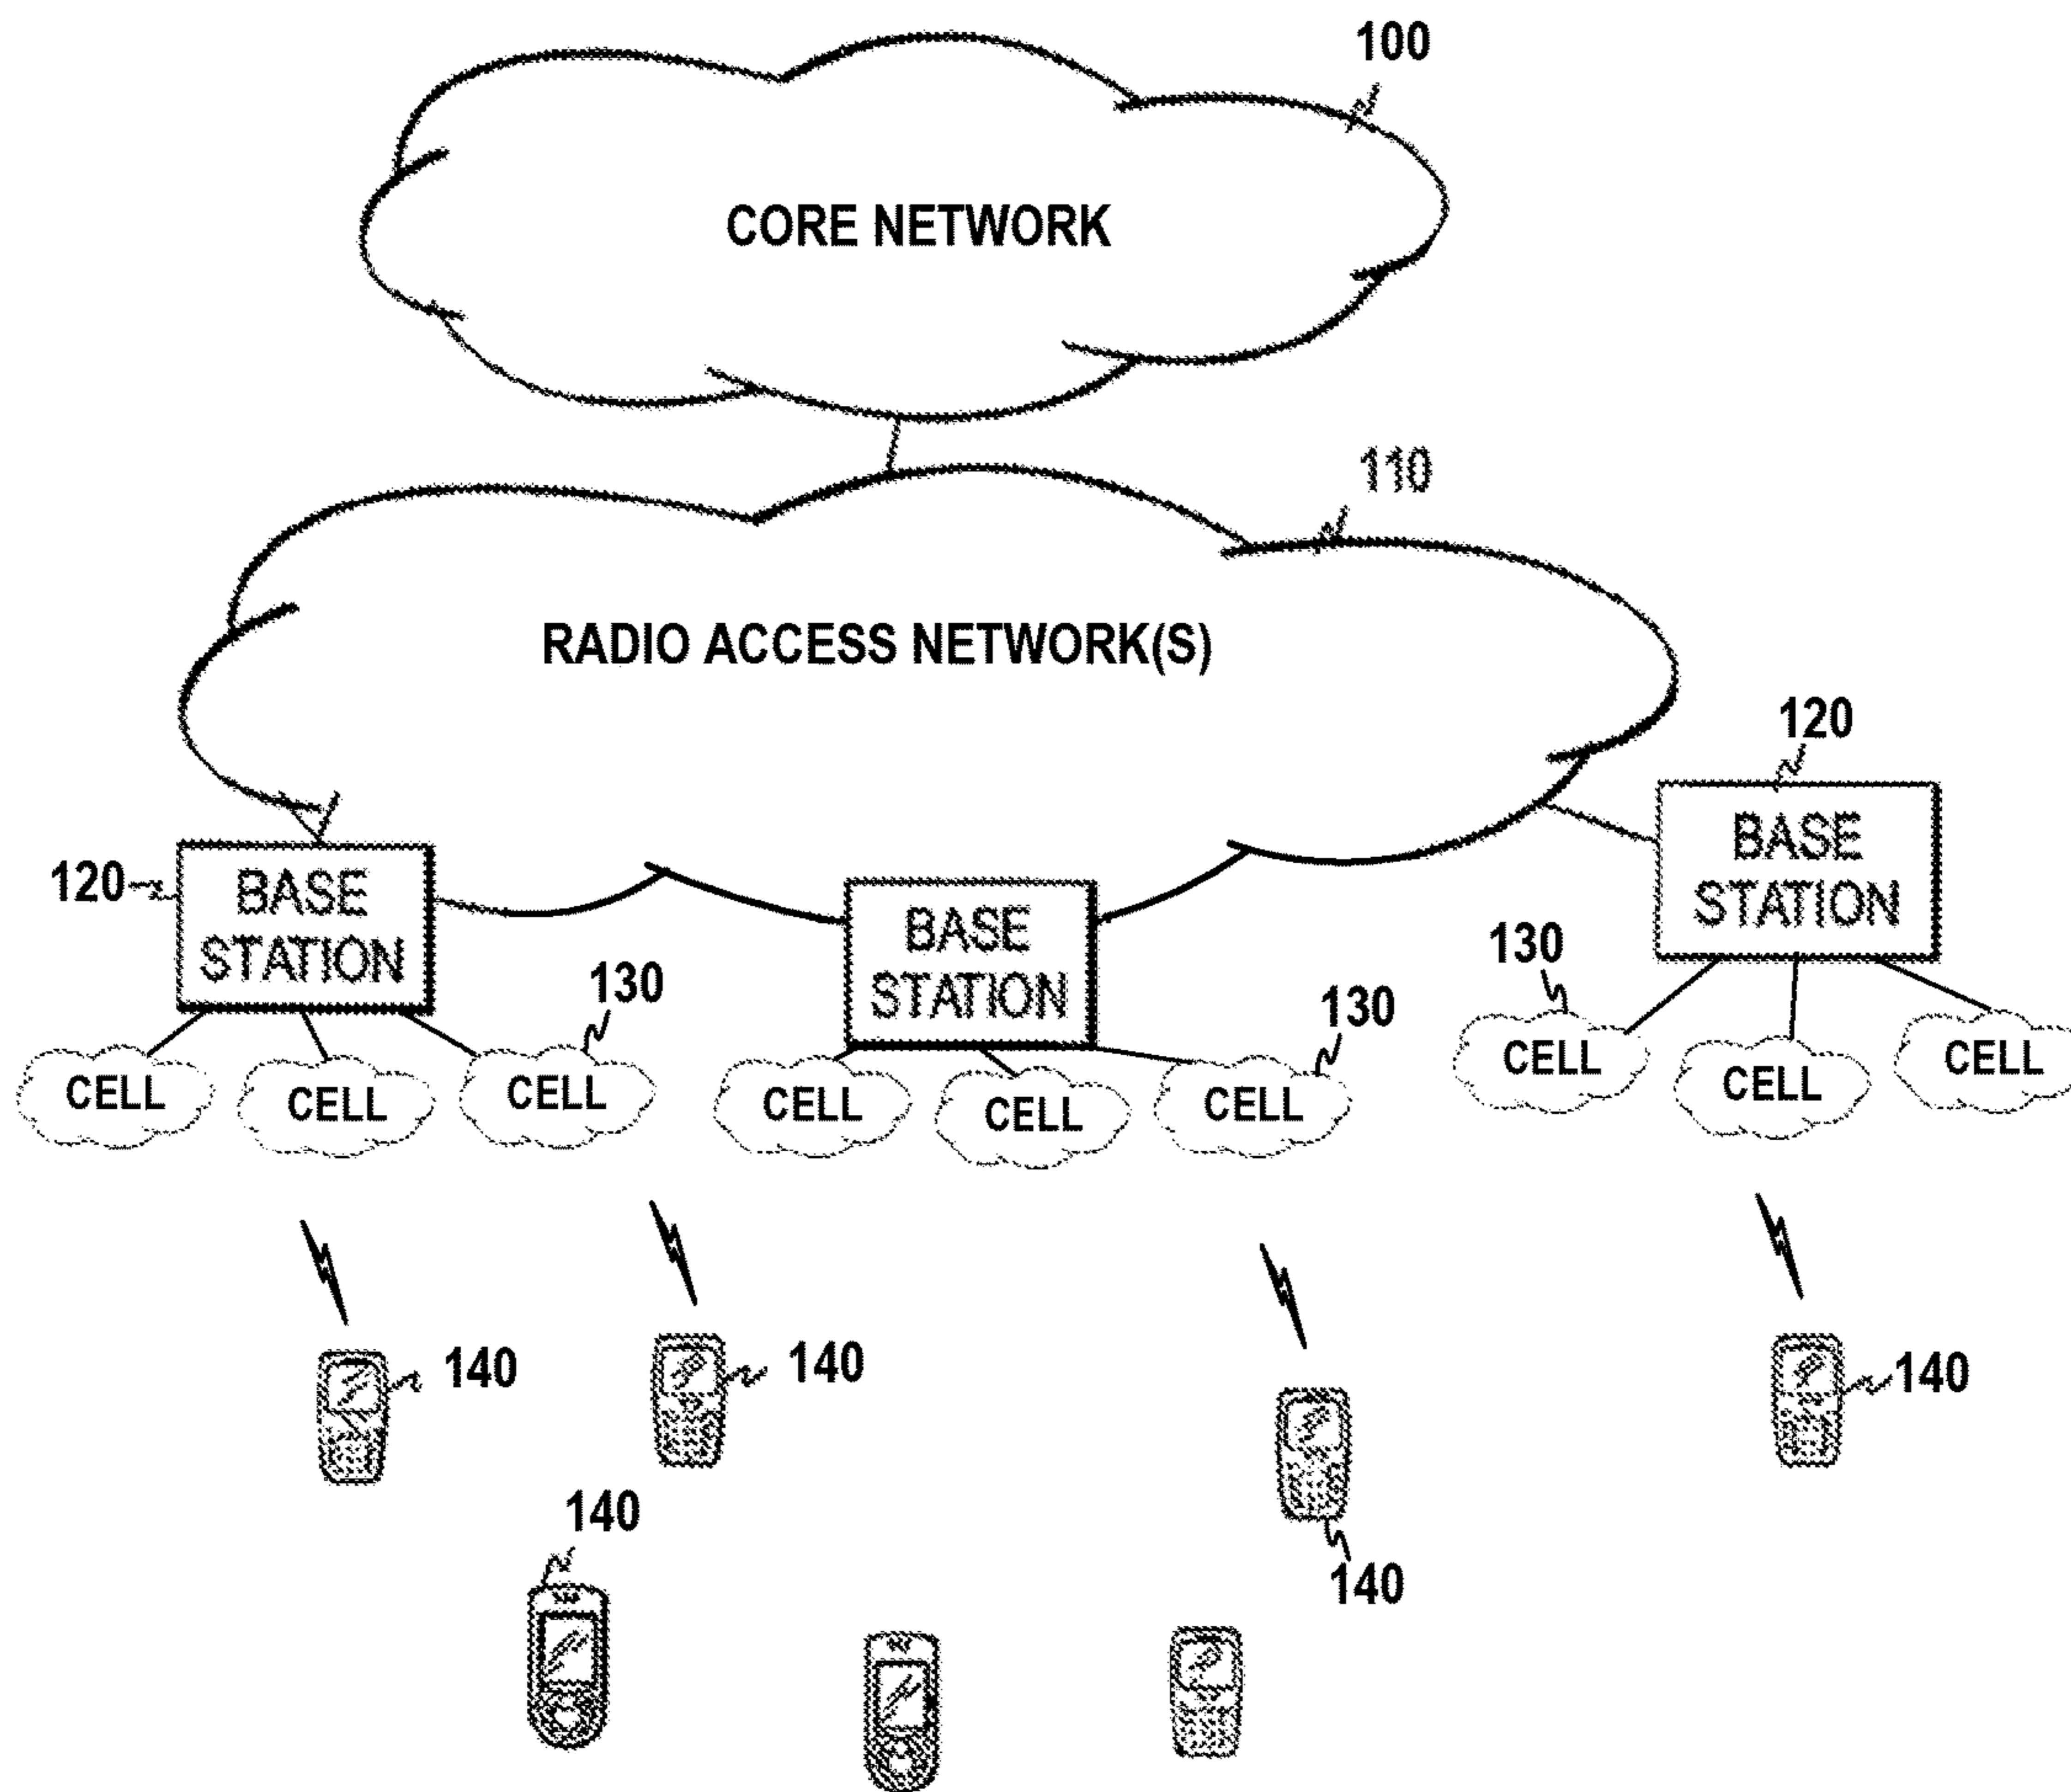 100
CORE NETWORK
110
RADIO ACCESS NETWORK(S)
120
BASE
STATION
120
BASE
STATION
BASE
STATION
130
130
130
CELL
CELL
CELL
CELL
CELL
CELL
CELL
CELL
CELL
140
140
140
140
140